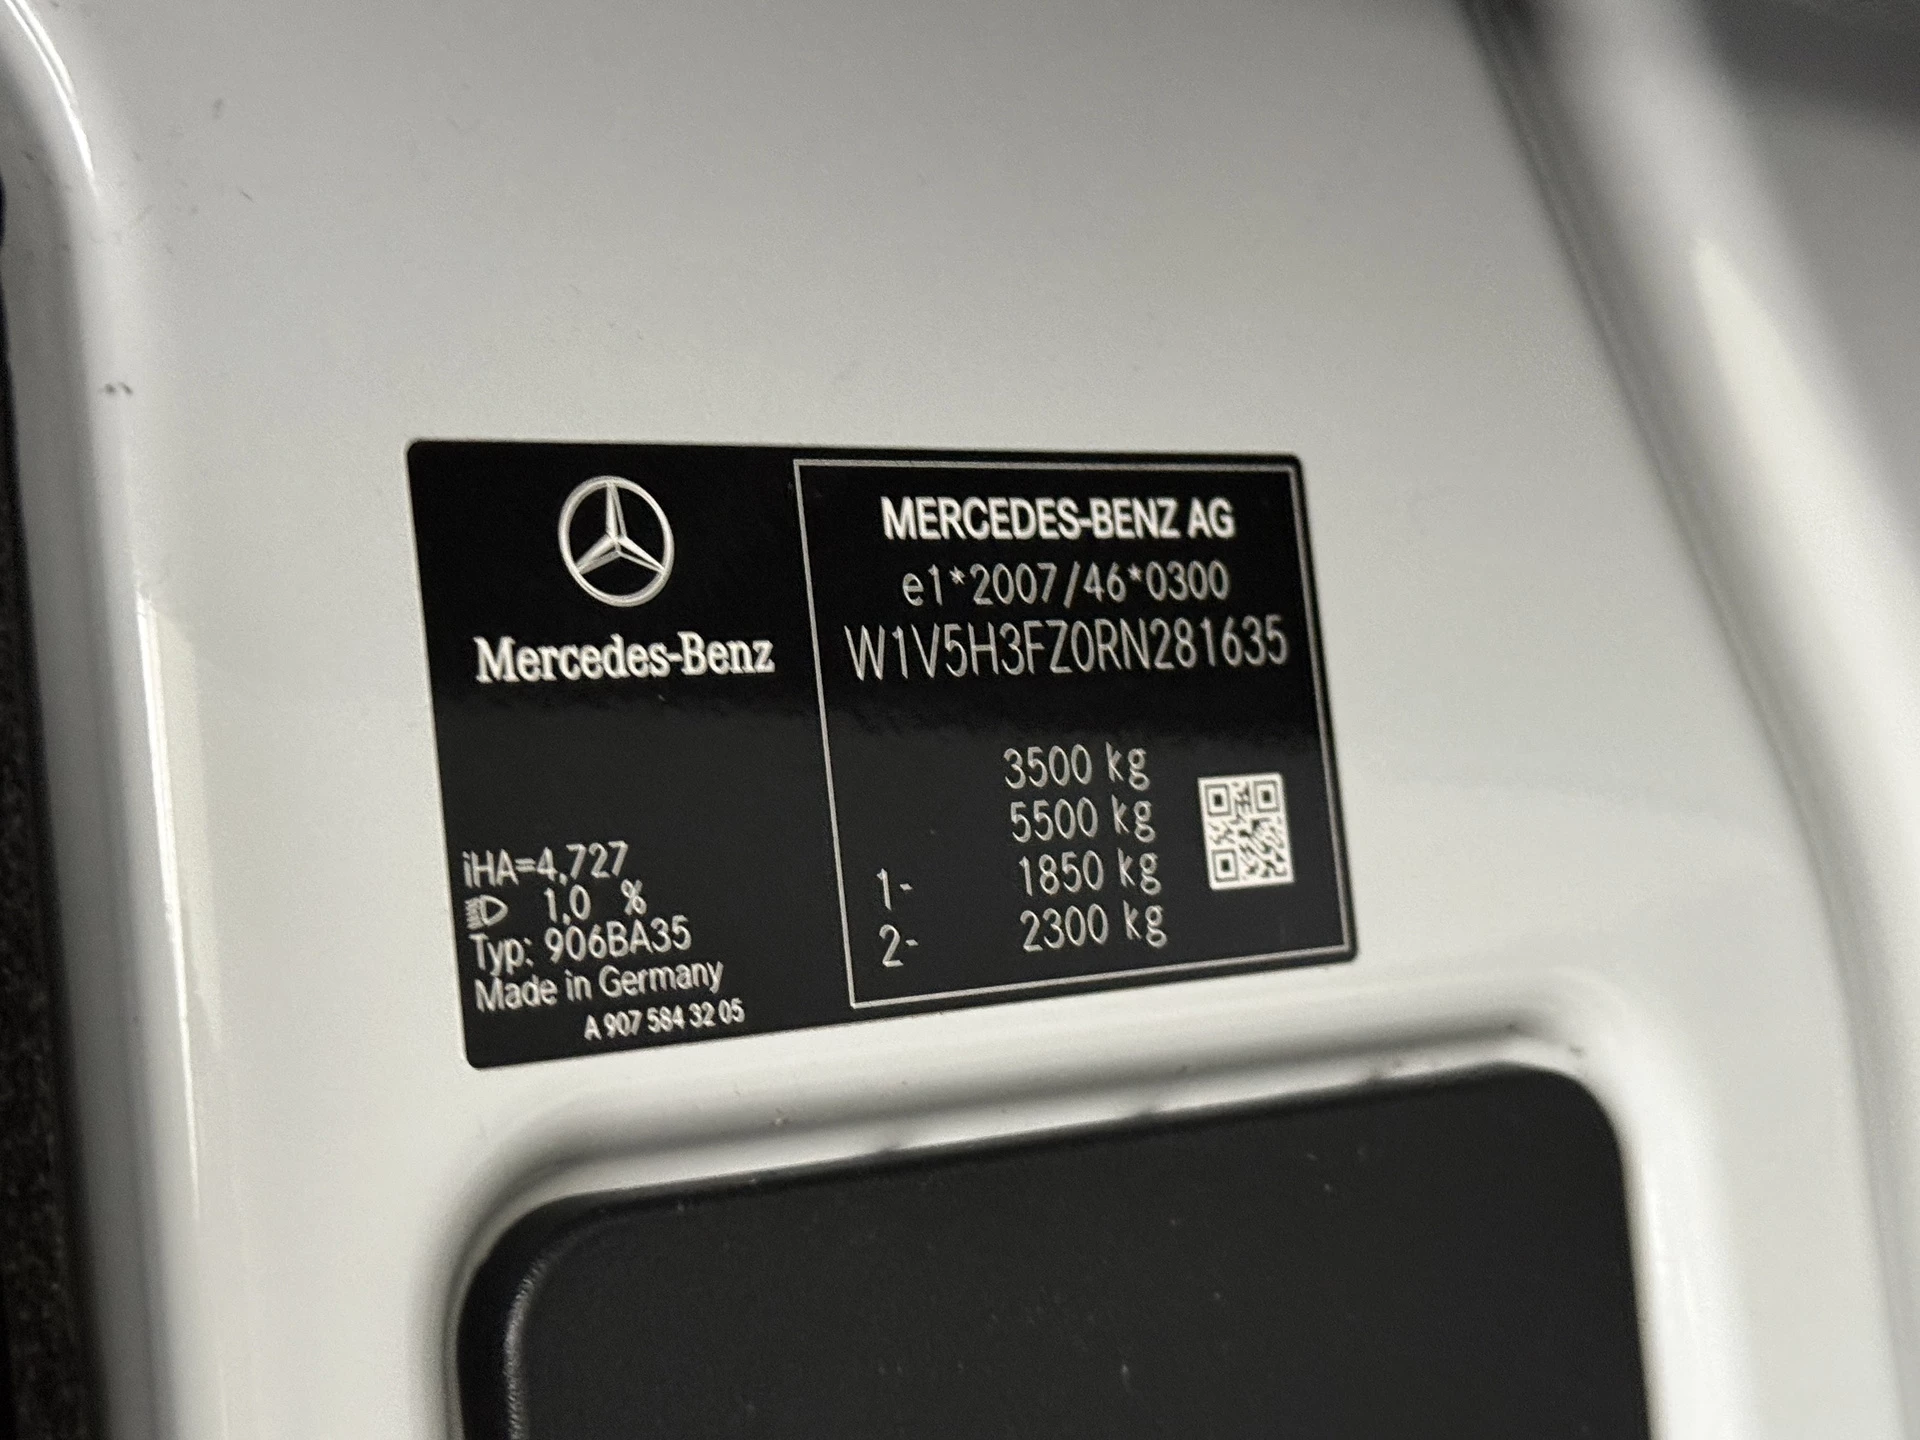 Mercedes-Benz
iHA=4,727
1,0 %
Typ: 906BA35
Made in Germany
A 907 584 32 05
MERCEDES-BENZ AG
e1*2007/46*0300
W1V5H3FZ0RN281635
3500 kg
5500 kg
1- 1850 kg
2- 2300 kg